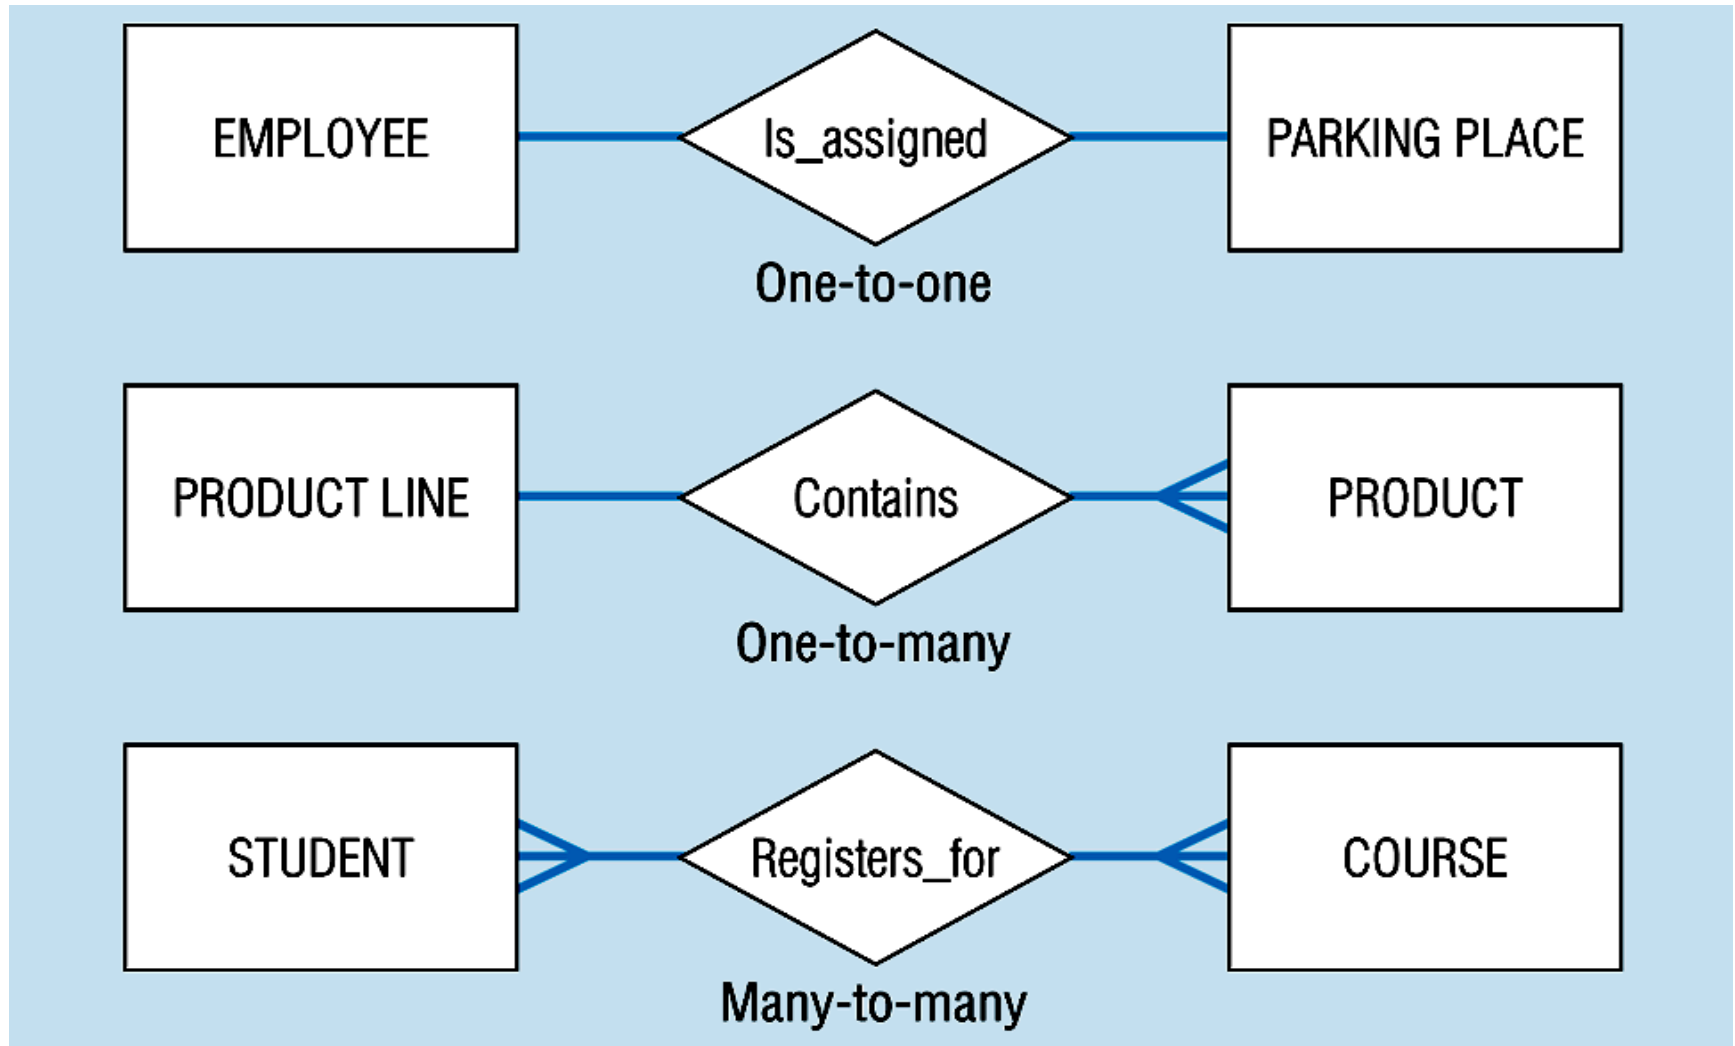 EMPLOYEE Is_assigned PARKING PLACE
One-to-one
PRODUCT LINE Contains PRODUCT
One-to-many
STUDENT Registers_for COURSE
Many-to-many